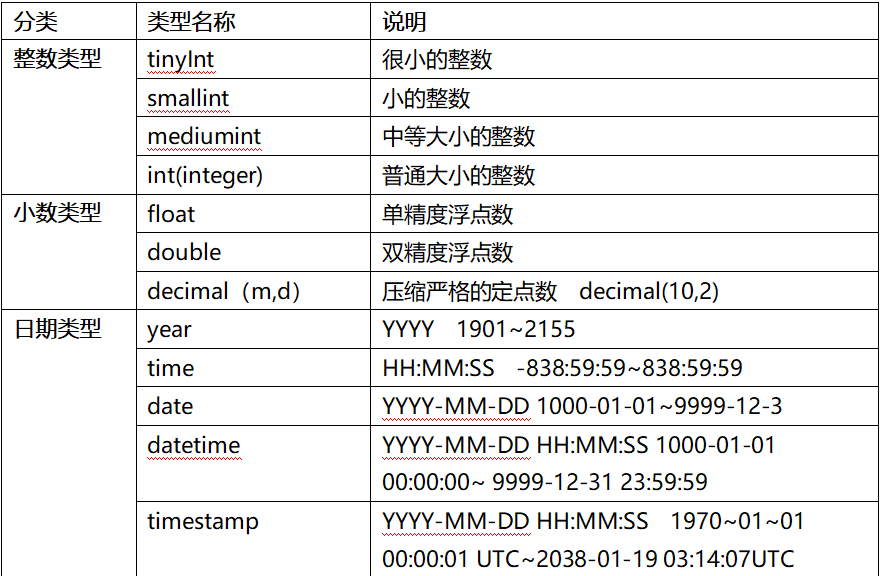 分类 类型名称 说明
整数类型 tinyInt 很小的整数
smallint 小的整数
mediumint 中等大小的整数
int(integer) 普通大小的整数
小数类型 float 单精度浮点数
double 双精度浮点数
decimal（m,d） 压缩严格的定点数 decimal(10,2)
日期类型 year YYYY 1901~2155
time HH:MM:SS -838:59:59~838:59:59
date YYYY-MM-DD 1000-01-01~9999-12-3
datetime YYYY-MM-DD HH:MM:SS 1000-01-01
00:00:00~ 9999-12-31 23:59:59
timestamp YYYY-MM-DD HH:MM:SS 1970~01~01
00:00:01 UTC~2038-01-19 03:14:07UTC